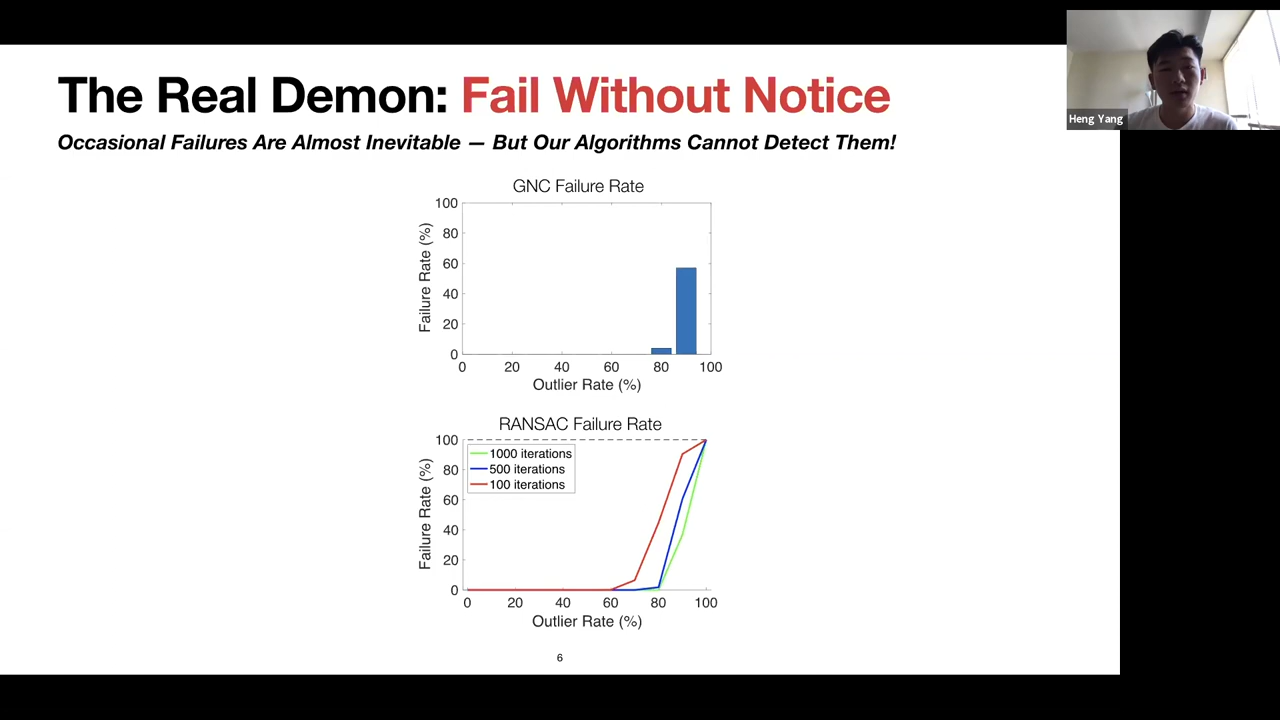 The Real Demon: Fail Without Notice
Occasional Failures Are Almost Inevitable — But Our Algorithms Cannot Detect Them!
Heng Yang
GNC Failure Rate
100
80
60
40
20
0
Failure Rate (%)
0 20 40 60 80 100
Outlier Rate (%)
RANSAC Failure Rate
100
80
60
40
20
0
Failure Rate (%)
1000 iterations
500 iterations
100 iterations
0 20 40 60 80 100
Outlier Rate (%)
6